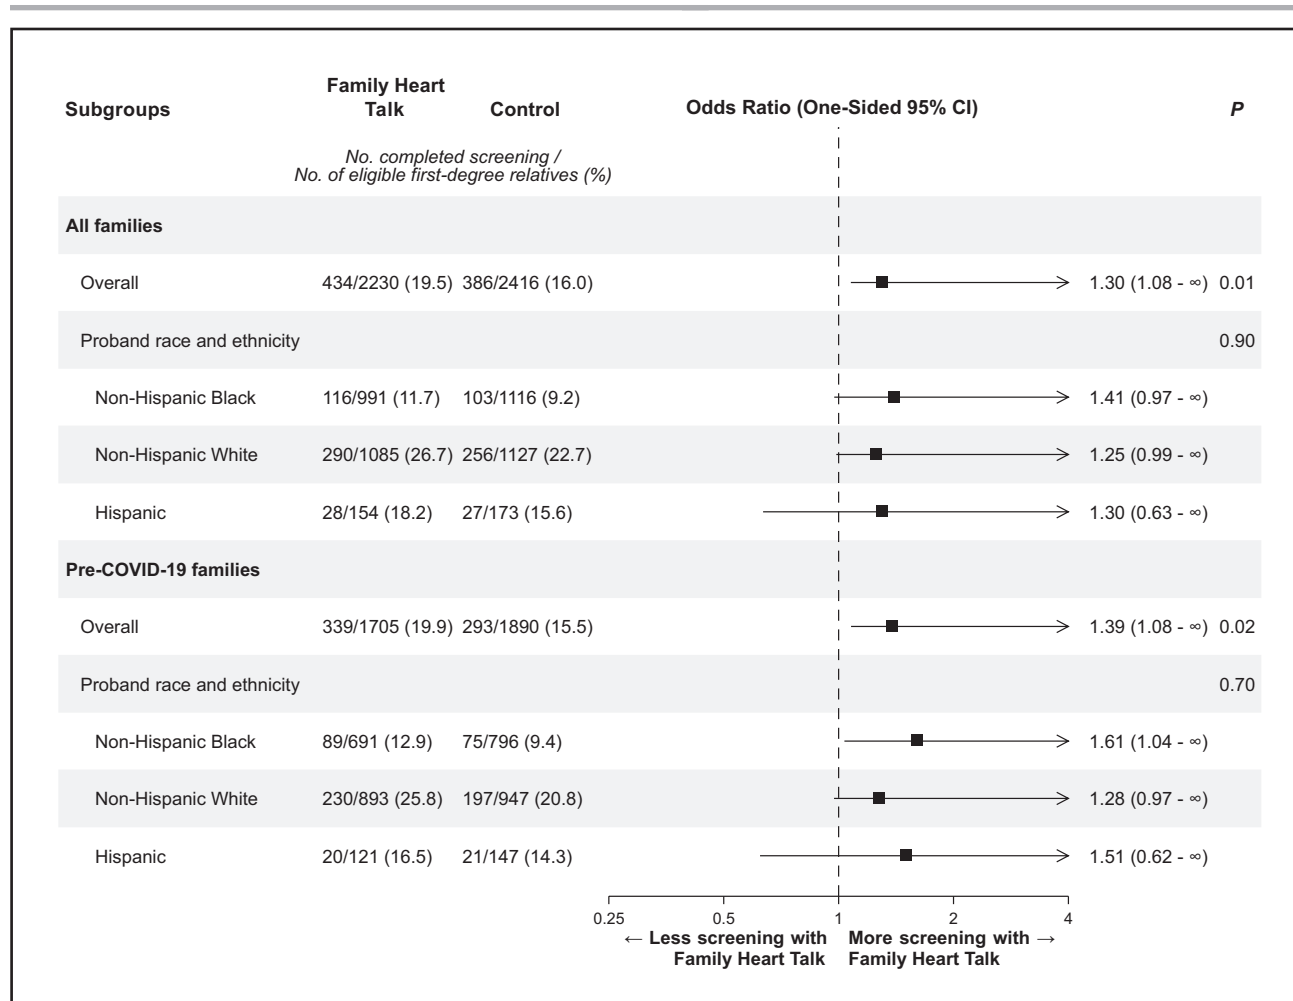 Subgroups Family Heart Talk Control Odds Ratio (One-Sided 95% CI) P
No. completed screening /
No. of eligible first-degree relatives (%)
All families
Overall 434/2230 (19.5) 386/2416 (16.0) 1.30 (1.08 - ∞) 0.01
Proband race and ethnicity 0.90
Non-Hispanic Black 116/991 (11.7) 103/1116 (9.2) 1.41 (0.97 - ∞)
Non-Hispanic White 290/1085 (26.7) 256/1127 (22.7) 1.25 (0.99 - ∞)
Hispanic 28/154 (18.2) 27/173 (15.6) 1.30 (0.63 - ∞)
Pre-COVID-19 families
Overall 339/1705 (19.9) 293/1890 (15.5) 1.39 (1.08 - ∞) 0.02
Proband race and ethnicity 0.70
Non-Hispanic Black 89/691 (12.9) 75/796 (9.4) 1.61 (1.04 - ∞)
Non-Hispanic White 230/893 (25.8) 197/947 (20.8) 1.28 (0.97 - ∞)
Hispanic 20/121 (16.5) 21/147 (14.3) 1.51 (0.62 - ∞)
0.25 0.5 1 2 4
← Less screening with More screening with →
Family Heart Talk Family Heart Talk